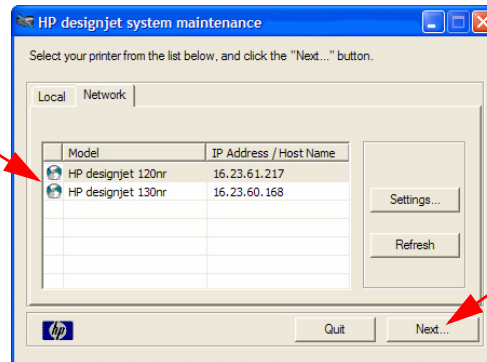 HP designjet system maintenance
Select your printer from the list below, and click the "Next..." button.
Local Network
Model IP Address / Host Name
HP designjet 120nr 16.23.61.217
HP designjet 130nr 16.23.60.168
Settings...
Refresh
hp Quit Next...